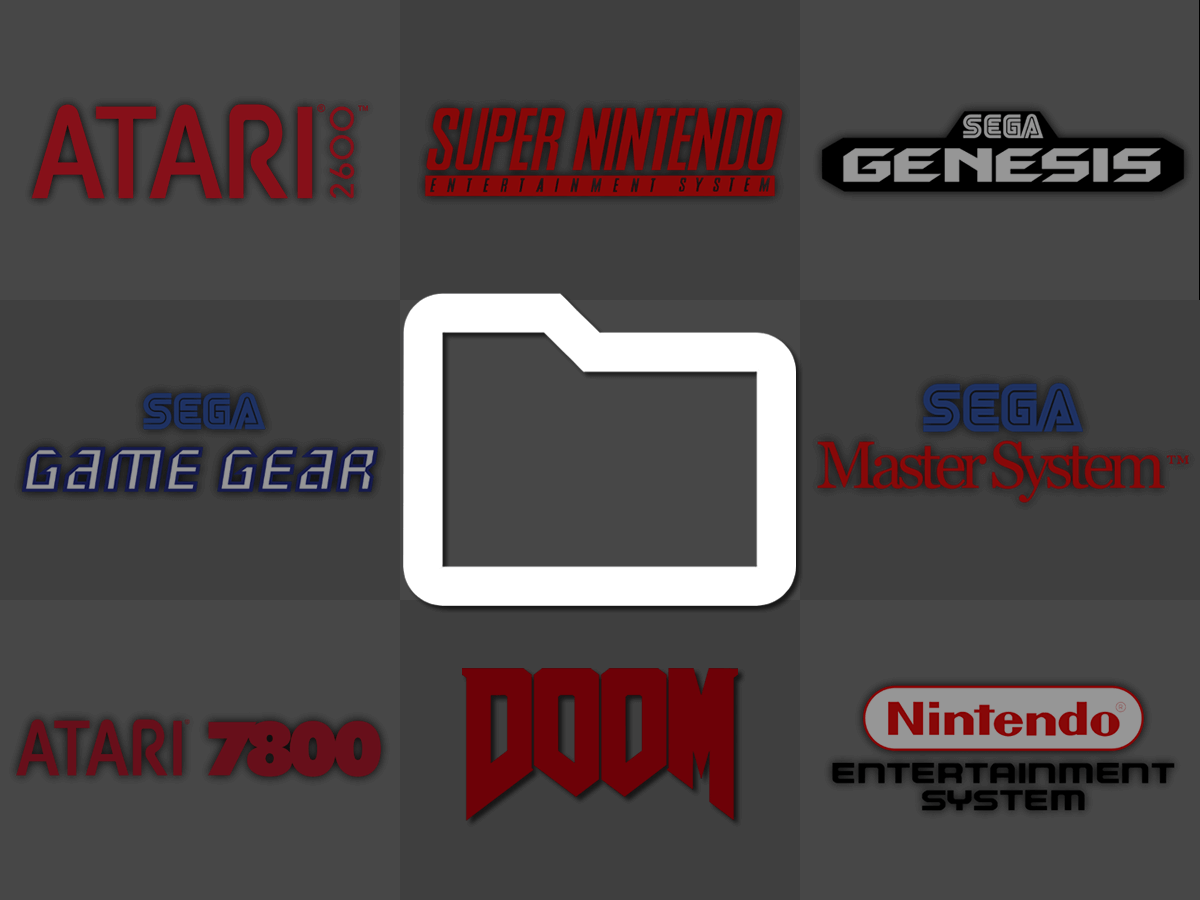 ATARI® 2600™
SUPER NINTENDO
ENTERTAINMENT SYSTEM
SEGA
GENESIS
SEGA
GAME GEAR
SEGA
Master System™
ATARI® 7800
DOOM
Nintendo®
ENTERTAINMENT
SYSTEM